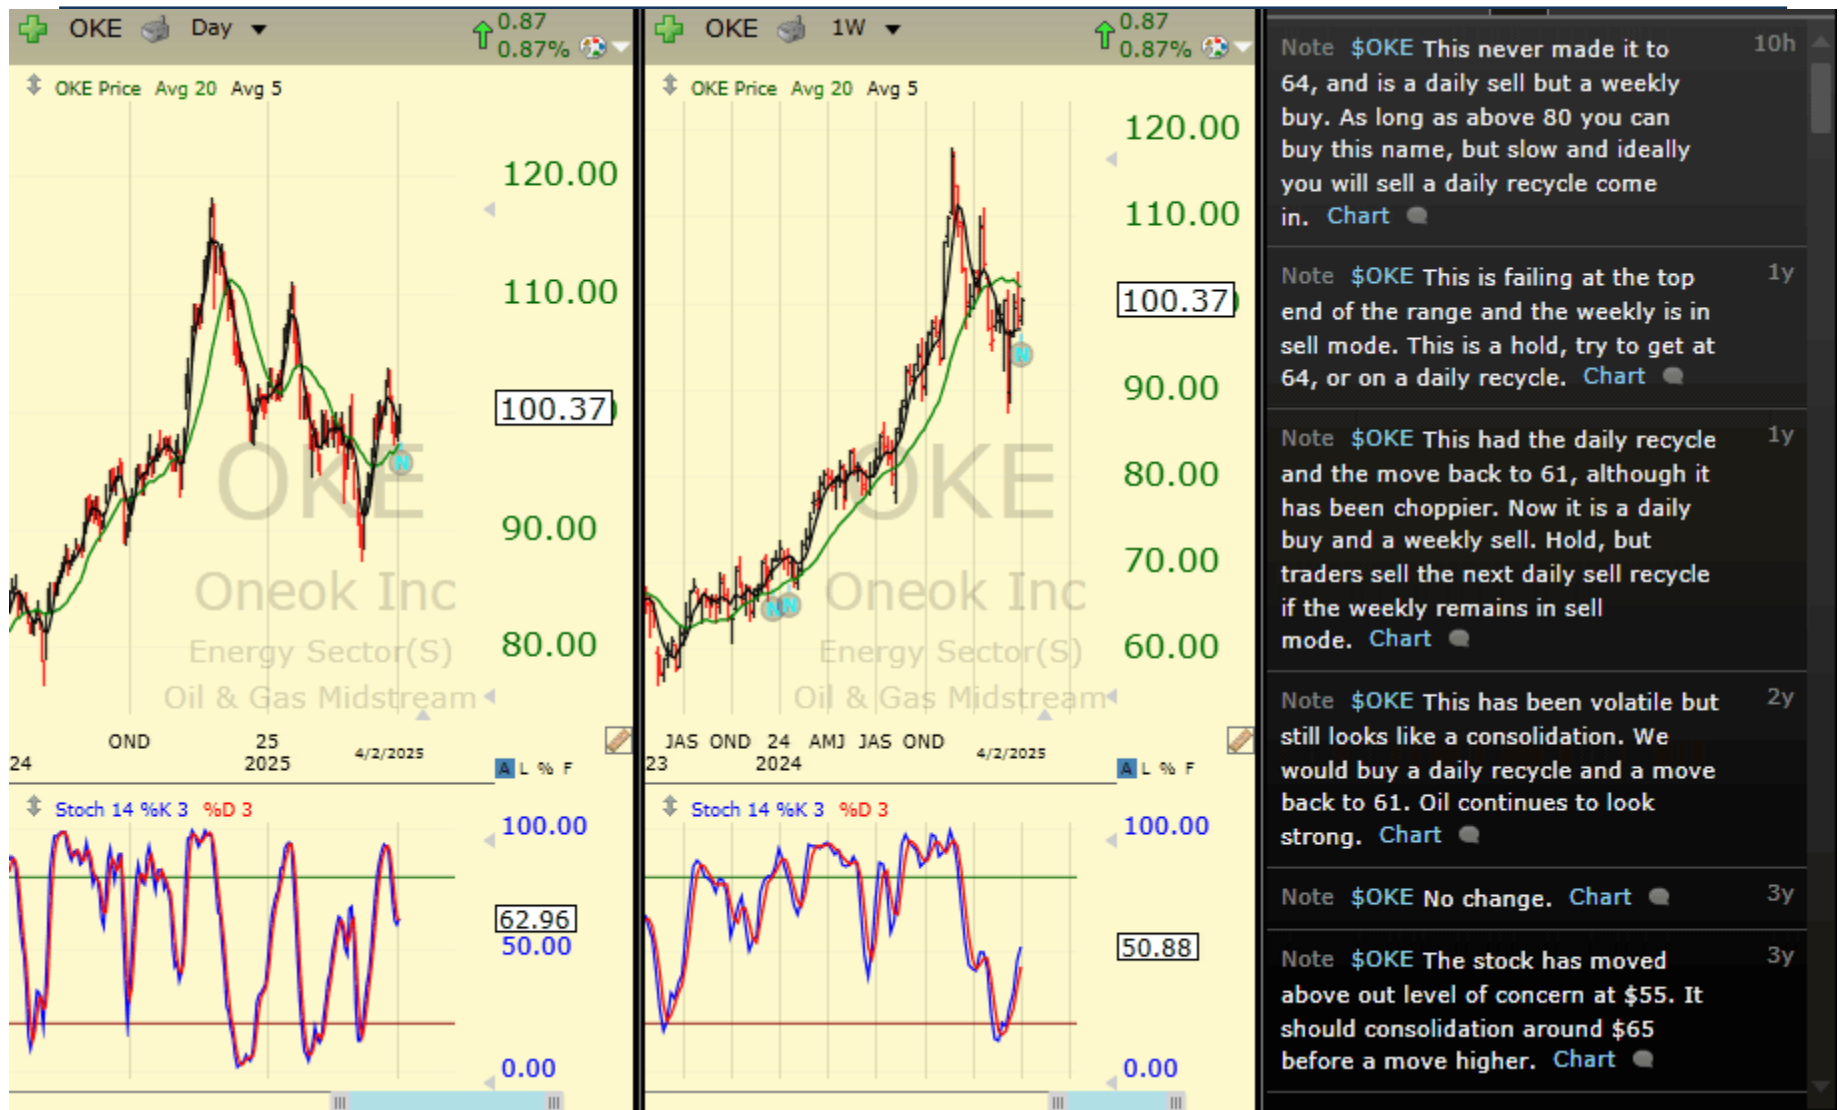 OKE Day 0.87
0.87%
OKE Price Avg 20 Avg 5
120.00
110.00
100.37
90.00
80.00
OKE
Oneok Inc
Energy Sector(S)
Oil & Gas Midstream
OND 25 4/2/2025
24 2025
A L % F
Stoch 14 %K 3 %D 3
100.00
62.96
50.00
0.00
N
OKE 1W 0.87
0.87%
OKE Price Avg 20 Avg 5
120.00
110.00
100.37
90.00
80.00
70.00
60.00
OKE
Oneok Inc
Energy Sector(S)
Oil & Gas Midstream
N
N N
JAS OND 24 AMJ JAS OND 4/2/2025
23 2024
A L % F
Stoch 14 %K 3 %D 3
100.00
50.88
0.00
Note $OKE This never made it to 10h
64, and is a daily sell but a weekly
buy. As long as above 80 you can
buy this name, but slow and ideally
you will sell a daily recycle come
in. Chart
Note $OKE This is failing at the top 1y
end of the range and the weekly is in
sell mode. This is a hold, try to get at
64, or on a daily recycle. Chart
Note $OKE This had the daily recycle 1y
and the move back to 61, although it
has been choppier. Now it is a daily
buy and a weekly sell. Hold, but
traders sell the next daily sell recycle
if the weekly remains in sell
mode. Chart
Note $OKE This has been volatile but 2y
still looks like a consolidation. We
would buy a daily recycle and a move
back to 61. Oil continues to look
strong. Chart
Note $OKE No change. Chart 3y
Note $OKE The stock has moved 3y
above out level of concern at $55. It
should consolidation around $65
before a move higher. Chart